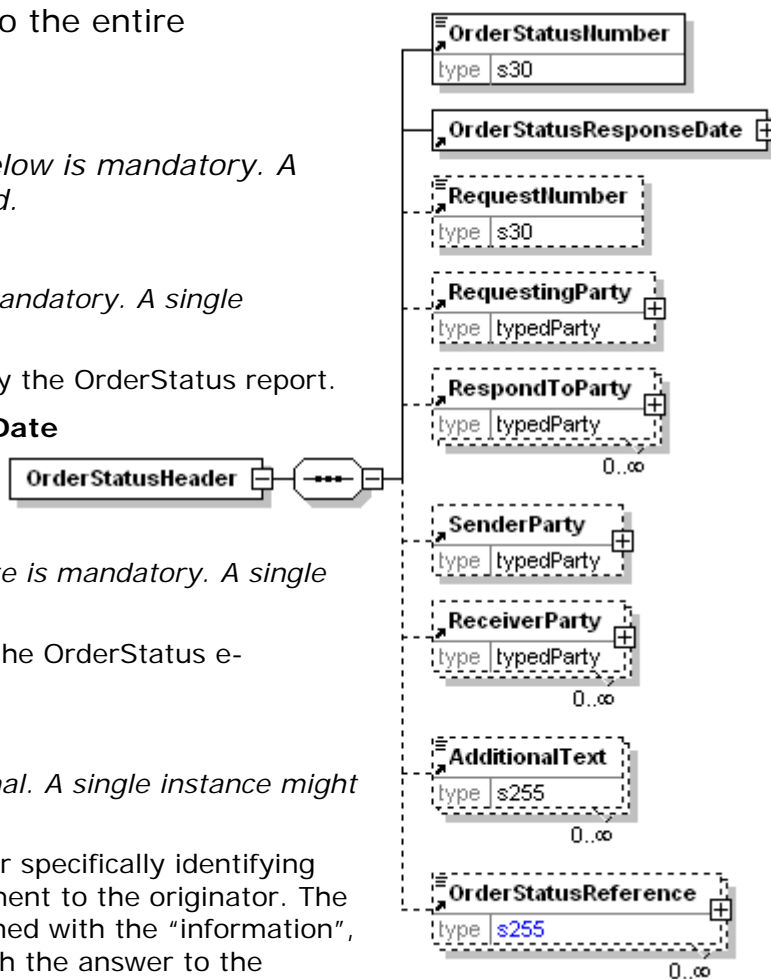 o the entire
elow is mandatory. A
d.
andatory. A single
y the OrderStatus report.
Date
e is mandatory. A single
he OrderStatus e-
al. A single instance might
r specifically identifying
nent to the originator. The
ned with the “information”,
h the answer to the
OrderStatusHeader
OrderStatusNumber
type s30
OrderStatusResponseDate
RequestNumber
type s30
RequestingParty
type typedParty
RespondToParty
type typedParty
0..∞
SenderParty
type typedParty
ReceiverParty
type typedParty
0..∞
AdditionalText
type s255
0..∞
OrderStatusReference
type s255
0..∞